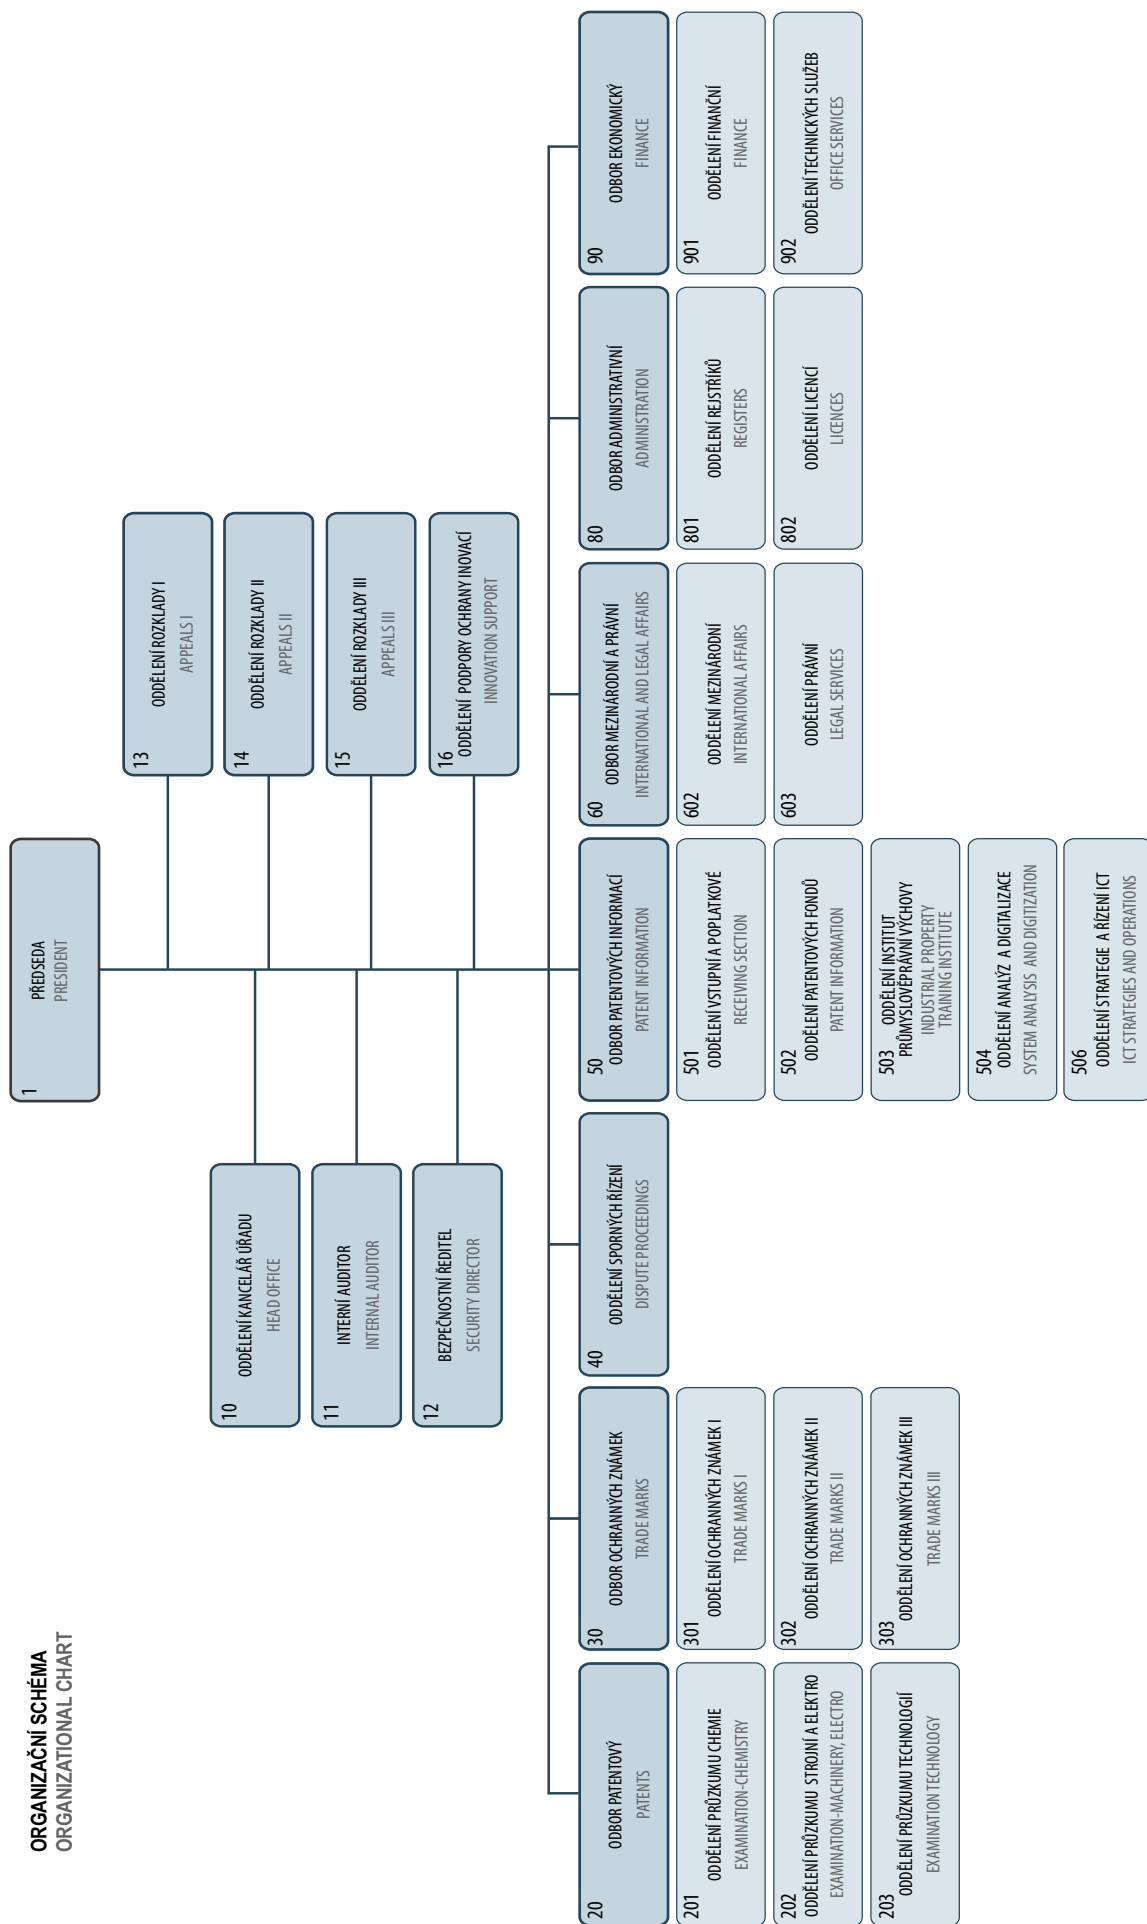 ORGANIZAČNÍ SCHÉMA
ORGANIZATIONAL CHART
1
PŘEDSEDA
PRESIDENT
10
ODDĚLENÍ KANCELÁŘ ÚŘADU
HEAD OFFICE
11
INTERNÍ AUDITOR
INTERNAL AUDITOR
12
BEZPEČNOSTNÍ ŘEDITEL
SECURITY DIRECTOR
13
ODDĚLENÍ ROZKLADY I
APPEALS I
14
ODDĚLENÍ ROZKLADY II
APPEALS II
15
ODDĚLENÍ ROZKLADY III
APPEALS III
16
ODDĚLENÍ PODPORY OCHRANY INOVACÍ
INNOVATION SUPPORT
20
ODBOR PATENTOVÝ
PATENTS
201
ODDĚLENÍ PRŮZKUMU CHEMIE
EXAMINATION-CHEMISTRY
202
ODDĚLENÍ PRŮZKUMU STROJNÍ A ELEKTRO
EXAMINATION-MACHINERY, ELECTRO
203
ODDĚLENÍ PRŮZKUMU TECHNOLOGIÍ
EXAMINATION TECHNOLOGY
30
ODBOR OCHRANNÝCH ZNÁMEK
TRADE MARKS
301
ODDĚLENÍ OCHRANNÝCH ZNÁMEK I
TRADE MARKS I
302
ODDĚLENÍ OCHRANNÝCH ZNÁMEK II
TRADE MARKS II
303
ODDĚLENÍ OCHRANNÝCH ZNÁMEK III
TRADE MARKS III
40
ODDĚLENÍ SPORNÝCH ŘÍZENÍ
DISPUTE PROCEEDINGS
50
ODBOR PATENTOVÝCH INFORMACÍ
PATENT INFORMATION
501
ODDĚLENÍ VSTUPNÍ A POPLATKOVÉ
RECEIVING SECTION
502
ODDĚLENÍ PATENTOVÝCH FONDŮ
PATENT INFORMATION
503 ODDĚLENÍ INSTITUT
PRŮMYSLOVĚPRÁVNÍ VÝCHOVY
INDUSTRIAL PROPERTY
TRAINING INSTITUTE
504
ODDĚLENÍ ANALÝZ A DIGITALIZACE
SYSTEM ANALYSIS AND DIGITIZATION
506
ODDĚLENÍ STRATEGIE A ŘÍZENÍ ICT
ICT STRATEGIES AND OPERATIONS
60
ODBOR MEZINÁRODNÍ A PRÁVNÍ
INTERNATIONAL AND LEGAL AFFAIRS
602
ODDĚLENÍ MEZINÁRODNÍ
INTERNATIONAL AFFAIRS
603
ODDĚLENÍ PRÁVNÍ
LEGAL SERVICES
80
ODBOR ADMINISTRATIVNÍ
ADMINISTRATION
801
ODDĚLENÍ REJSTŘÍKŮ
REGISTERS
802
ODDĚLENÍ LICENCÍ
LICENCES
90
ODBOR EKONOMICKÝ
FINANCE
901
ODDĚLENÍ FINANČNÍ
FINANCE
902
ODDĚLENÍ TECHNICKÝCH SLUŽEB
OFFICE SERVICES